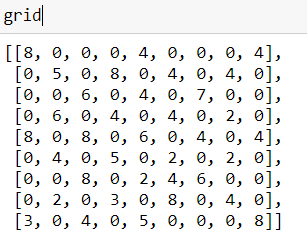 grid
[[8, 0, 0, 0, 4, 0, 0, 0, 4],
[0, 5, 0, 8, 0, 4, 0, 4, 0],
[0, 0, 6, 0, 4, 0, 7, 0, 0],
[0, 6, 0, 4, 0, 4, 0, 2, 0],
[8, 0, 8, 0, 6, 0, 4, 0, 4],
[0, 4, 0, 5, 0, 2, 0, 2, 0],
[0, 0, 8, 0, 2, 4, 6, 0, 0],
[0, 2, 0, 3, 0, 8, 0, 4, 0],
[3, 0, 4, 0, 5, 0, 0, 0, 8]]